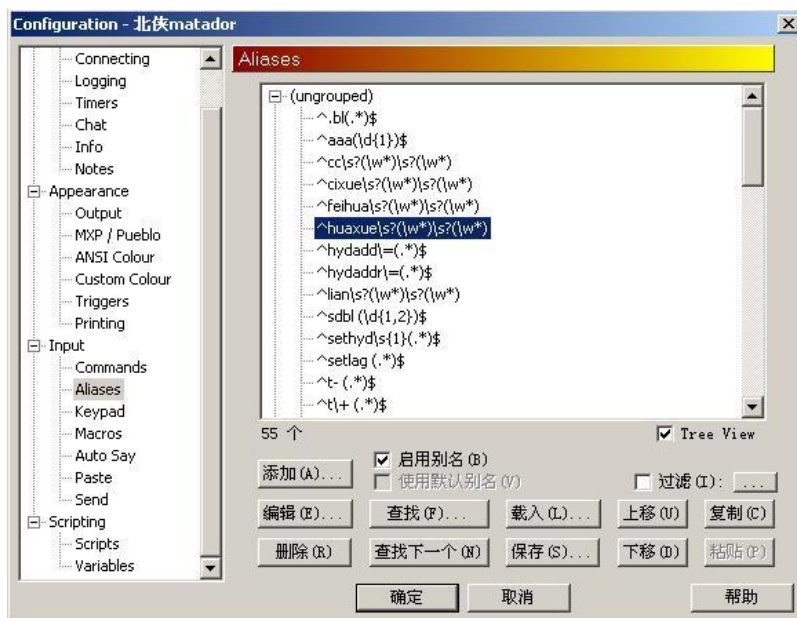 Configuration - 北侠matador
Connecting
Logging
Timers
Chat
Info
Notes
Appearance
Output
MXP / Pueblo
ANSI Colour
Custom Colour
Triggers
Printing
Input
Commands
Aliases
Keypad
Macros
Auto Say
Paste
Send
Scripting
Scripts
Variables
Aliases
(ungrouped)
^.bl(.*)$
^aaa(\d{1})$
^cc\s?(\w*)\s?(\w*)
^cixue\s?(\w*)\s?(\w*)
^feihua\s?(\w*)\s?(\w*)
^huaxue\s?(\w*)\s?(\w*)
^hydadd\=(.*)$
^hydaddr\=(.*)$
^lian\s?(\w*)\s?(\w*)
^sdbl (\d{1,2})$
^sethyd\s{1}(.*)$
^setlag (.*)$
^t- (.*)$
^t\+ (.*)$
55 个
Tree View
添加(A)...
启用别名(B)
使用默认别名(V)
过滤(I): ...
编辑(E)... 查找(F)... 载入(L)... 上移(U) 复制(C)
删除(R) 查找下一个(N) 保存(S)... 下移(D) 粘贴(P)
确定 取消 帮助